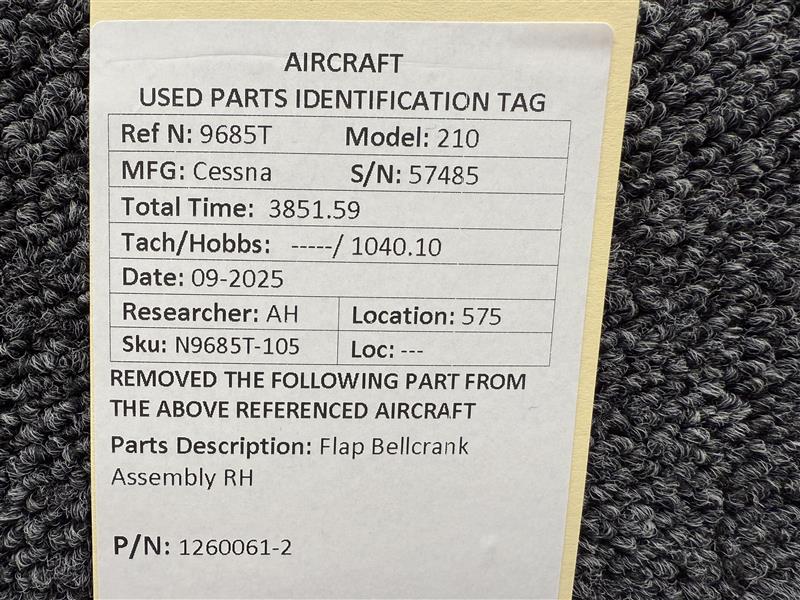 AIRCRAFT
USED PARTS IDENTIFICATION TAG
Ref N: 9685T Model: 210
MFG: Cessna S/N: 57485
Total Time: 3851.59
Tach/Hobbs: -----/ 1040.10
Date: 09-2025
Researcher: AH Location: 575
Sku: N9685T-105 Loc: ---
REMOVED THE FOLLOWING PART FROM
THE ABOVE REFERENCED AIRCRAFT
Parts Description: Flap Bellcrank
Assembly RH
P/N: 1260061-2